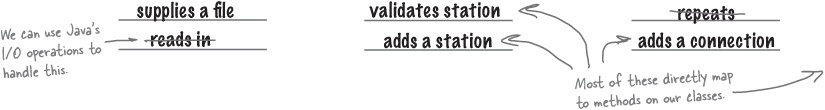 supplies a file
validates station
repeats
We can use Java's
I/O operations to
handle this.
reads in
adds a station
adds a connection
Most of these directly map
to methods on our classes.